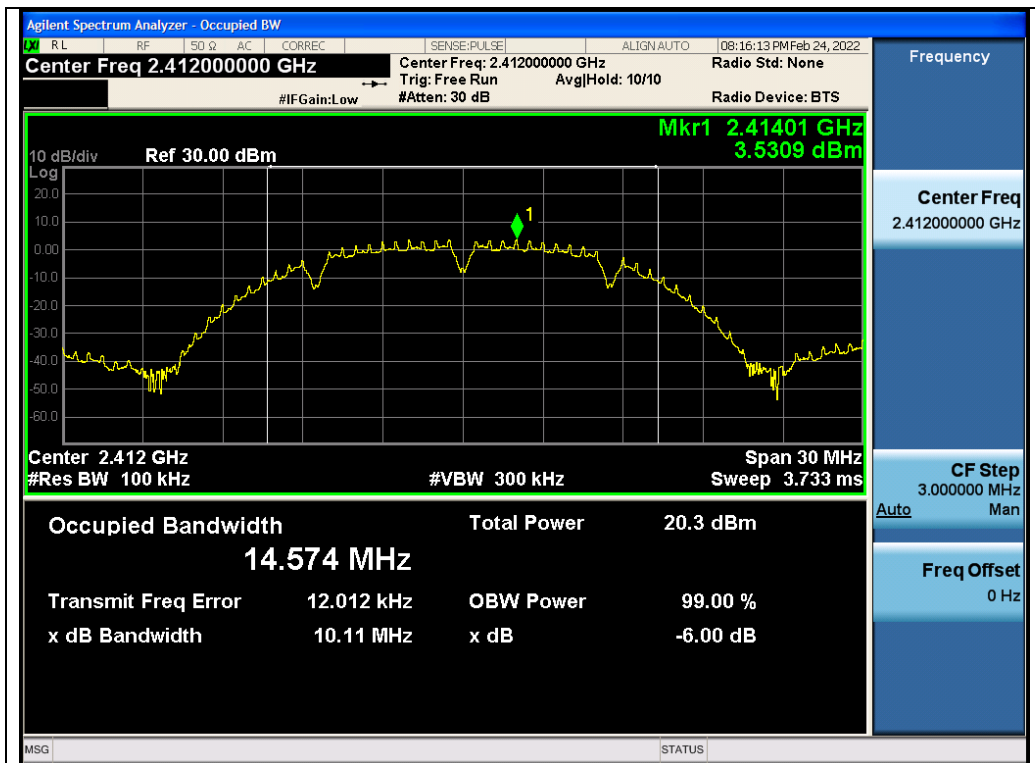 Agilent Spectrum Analyzer - Occupied BW
LXI RL RF 50 Ω AC CORREC SENSE:PULSE ALIGN AUTO 08:16:13 PM Feb 24, 2022
Center Freq 2.412000000 GHz
Center Freq: 2.412000000 GHz
Radio Std: None
Trig: Free Run Avg|Hold: 10/10
#IFGain:Low
#Atten: 30 dB
Radio Device: BTS
Mkr1 2.41401 GHz
3.5309 dBm
10 dB/div Ref 30.00 dBm
Log
20.0
10.0
1
0.00
-10.0
-20.0
-30.0
-40.0
-50.0
-60.0
Center 2.412 GHz
Span 30 MHz
#Res BW 100 kHz
#VBW 300 kHz
Sweep 3.733 ms
Occupied Bandwidth
Total Power 20.3 dBm
14.574 MHz
Transmit Freq Error 12.012 kHz
OBW Power 99.00 %
x dB Bandwidth 10.11 MHz
x dB -6.00 dB
Frequency
Center Freq
2.412000000 GHz
CF Step
3.000000 MHz
Auto Man
Freq Offset
0 Hz
MSG
STATUS